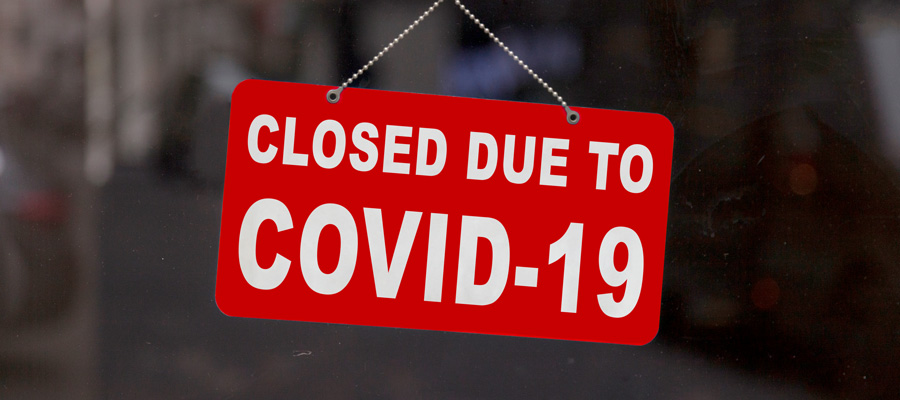 CLOSED DUE TO
COVID-19